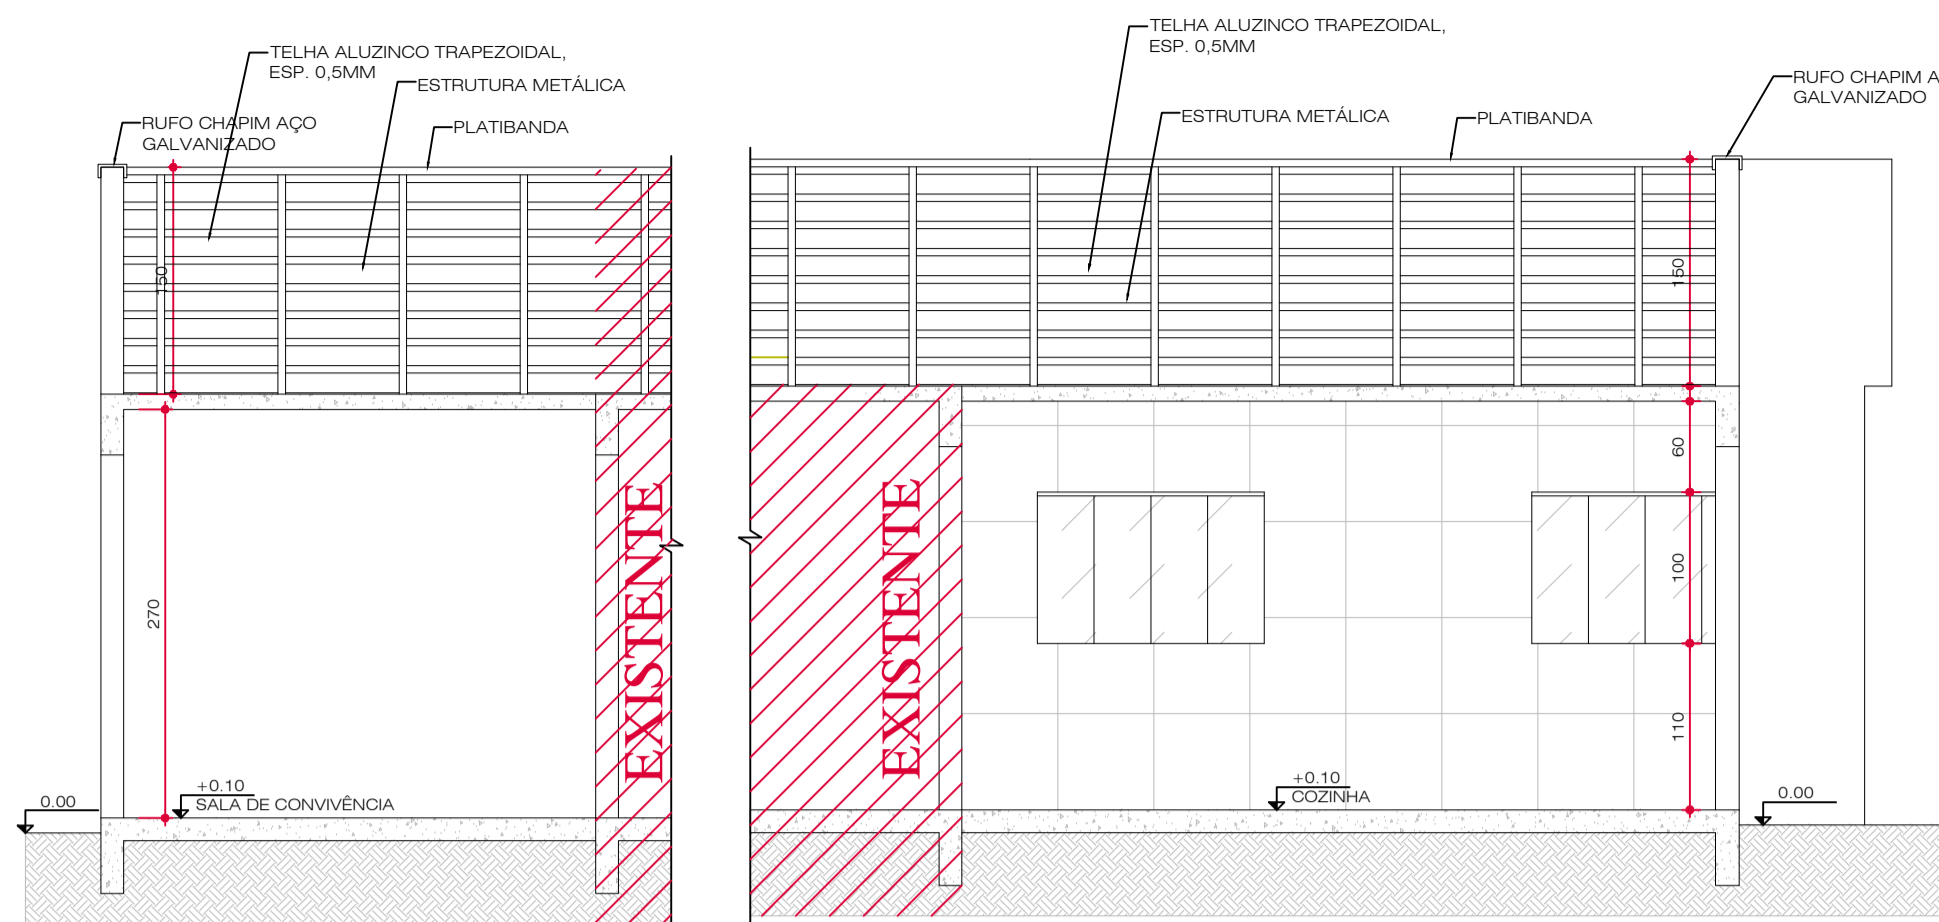 TELHA ALUZINCO TRAPEZOIDAL,
ESP. 0,5MM
ESTRUTURA METÁLICA
RUFO CHAPIM AÇO
GALVANIZADO
PLATIBANDA
150
270
EXISTENTE
0.00
+0.10
SALA DE CONVIVÊNCIA
TELHA ALUZINCO TRAPEZOIDAL,
ESP. 0,5MM
ESTRUTURA METÁLICA
PLATIBANDA
RUFO CHAPIM A
GALVANIZADO
150
60
100
110
EXISTENTE
+0.10
COZINHA
0.00